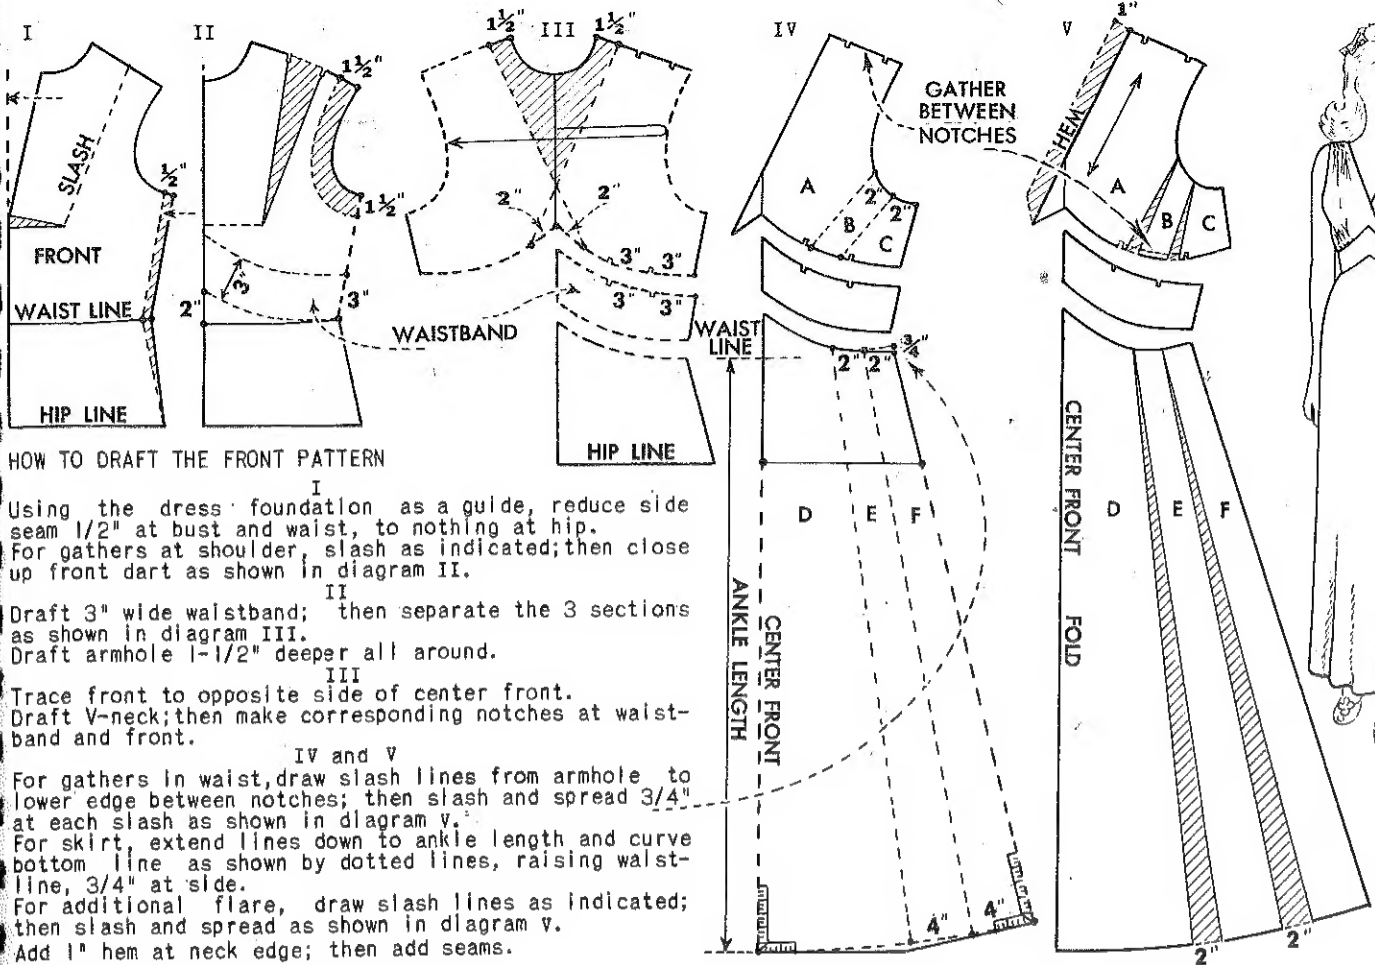 I
II
III
IV
V
1½"
1½"
1½"
1"
SLASH
½"
1½"
FRONT
WAIST LINE
HIP LINE
3"
2"
3"
2"
2"
3"
3"
3"
3"
WAISTBAND
HIP LINE
GATHER
BETWEEN
NOTCHES
HEM
A
B
C
2"
2"
A
B
C
WAIST
LINE
2"
2"
¾"
D
E
F
ANKLE LENGTH
CENTER FRONT
4"
4"
CENTER FRONT FOLD
D
E
F
2"
2"
HOW TO DRAFT THE FRONT PATTERN
I
Using the dress foundation as a guide, reduce side
seam 1/2" at bust and waist, to nothing at hip.
For gathers at shoulder, slash as indicated; then close
up front dart as shown in diagram II.
II
Draft 3" wide waistband; then separate the 3 sections
as shown in diagram III.
Draft armhole 1-1/2" deeper all around.
III
Trace front to opposite side of center front.
Draft V-neck; then make corresponding notches at waist-
band and front.
IV and V
For gathers in waist, draw slash lines from armhole to
lower edge between notches; then slash and spread 3/4"
at each slash as shown in diagram V.
For skirt, extend lines down to ankle length and curve
bottom line as shown by dotted lines, raising waist-
line, 3/4" at side.
For additional flare, draw slash lines as indicated;
then slash and spread as shown in diagram V.
Add 1" hem at neck edge; then add seams.